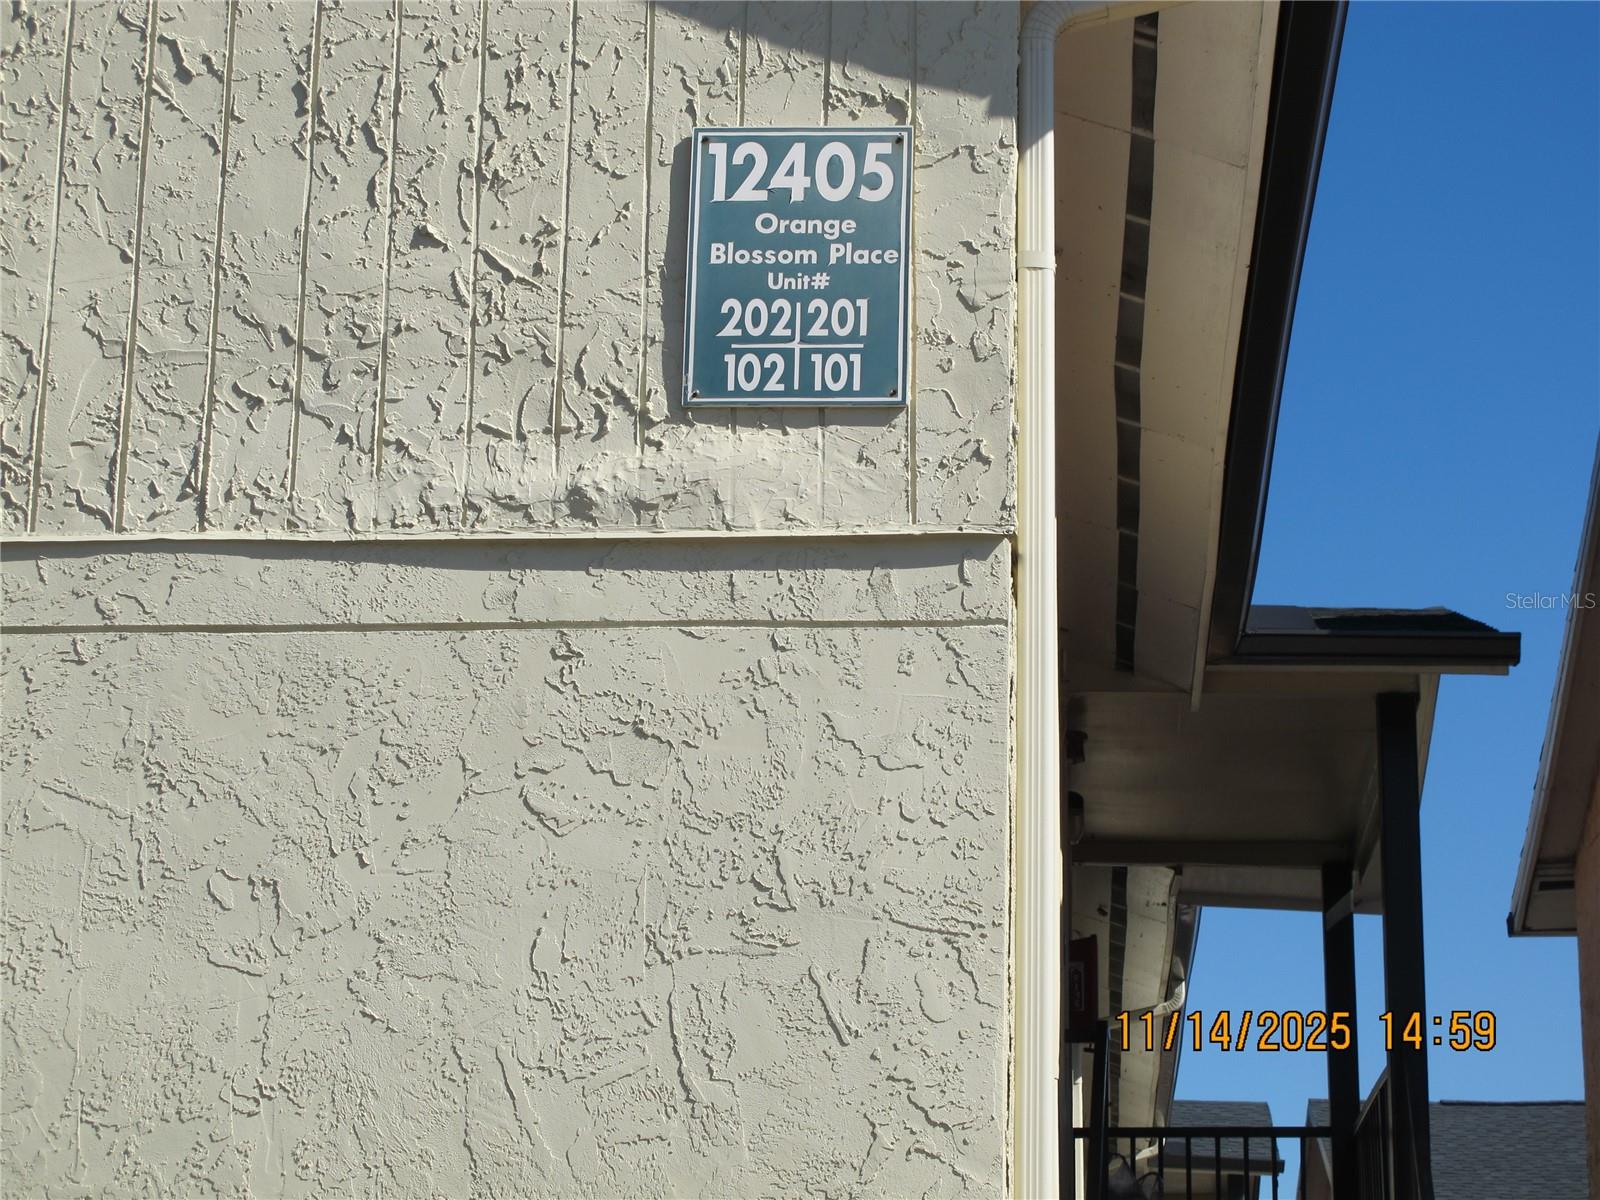 12405
Orange
Blossom Place
Unit#
202 201
102 101
StellarMLS
11/14/2025 14:59